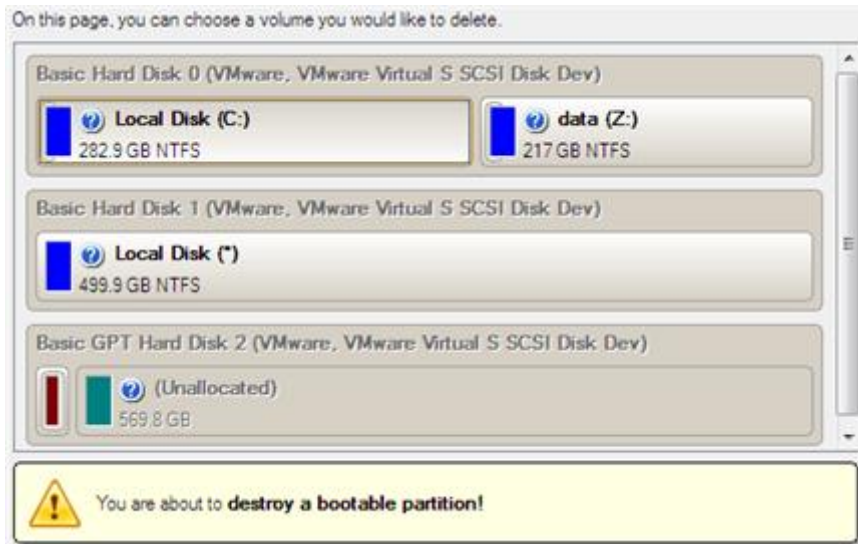 On this page, you can choose a volume you would like to delete.
Basic Hard Disk 0 (VMware, VMware Virtual S SCSI Disk Dev)
Local Disk (C:)
282.9 GB NTFS
data (Z:)
217 GB NTFS
Basic Hard Disk 1 (VMware, VMware Virtual S SCSI Disk Dev)
Local Disk (*)
499.9 GB NTFS
Basic GPT Hard Disk 2 (VMware, VMware Virtual S SCSI Disk Dev)
(Unallocated)
569.8 GB
You are about to destroy a bootable partition!